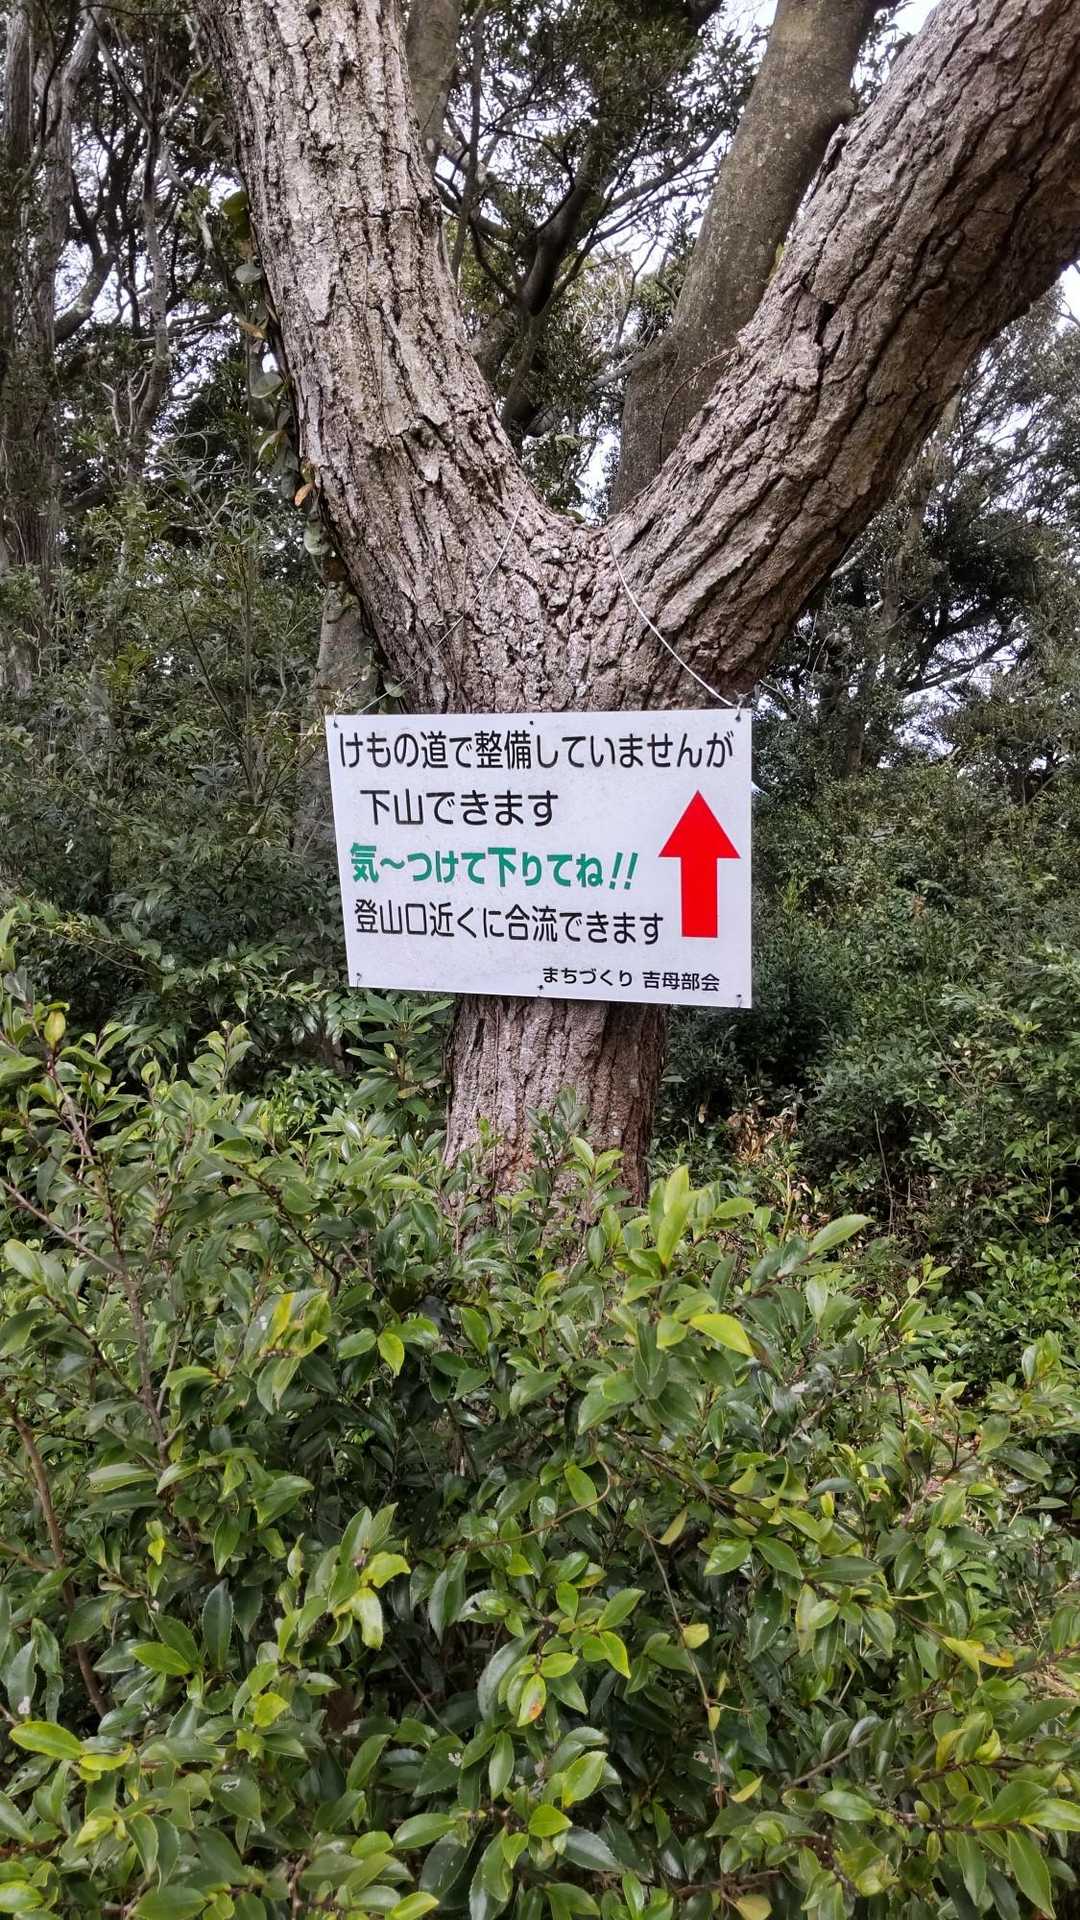 けもの道で整備していませんが
下山できます
気～つけて下りてね!!
登山口近くに合流できます
まちづくり 吉母部会